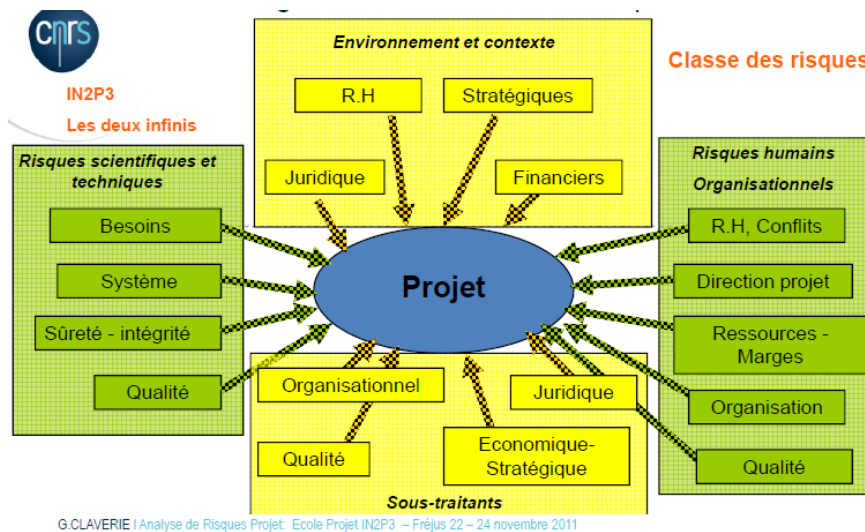 cnrs
IN2P3
Les deux infinis
Classe des risques
Environnement et contexte
R.H
Stratégiques
Juridique
Financiers
Risques scientifiques et
techniques
Besoins
Système
Sûreté - intégrité
Qualité
Projet
Risques humains
Organisationnels
R.H, Conflits
Direction projet
Ressources -
Marges
Organisation
Qualité
Organisationnel
Juridique
Qualité
Economique-
Stratégique
Sous-traitants
G.CLAVERIE I Analyse de Risques Projet: Ecole Projet IN2P3 – Fréjus 22 – 24 novembre 2011